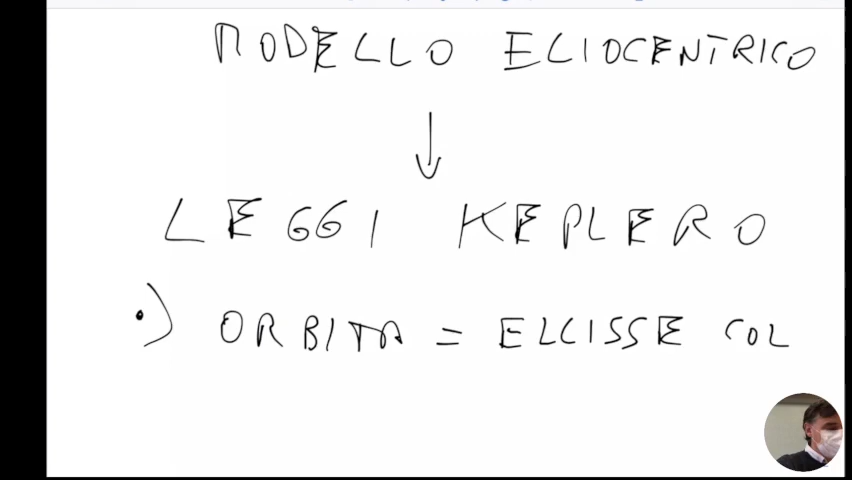 MODELLO ELIOCENTRICO
↓
LEGGI KEPLERO
•) ORBITA = ELLISSE COL